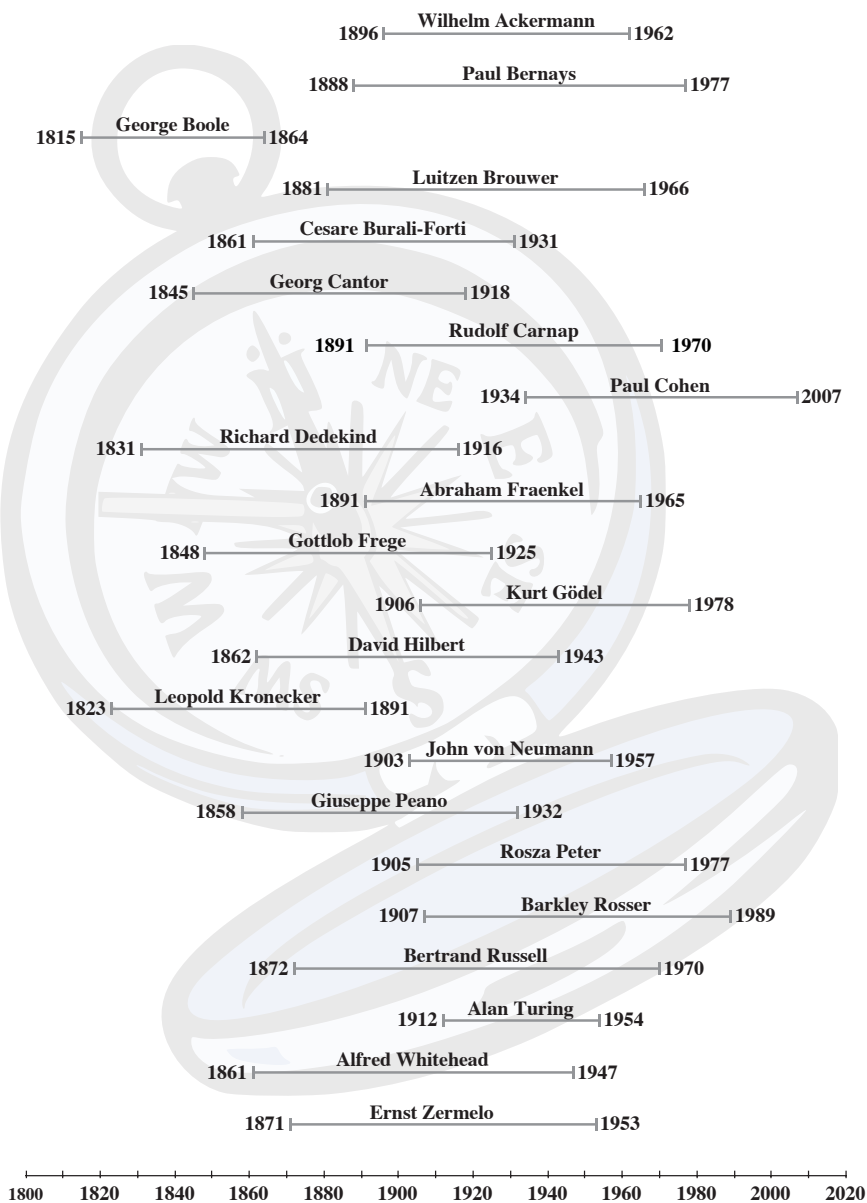 Wilhelm Ackermann
1896 1962
Paul Bernays
1888 1977
George Boole
1815 1864
Luitzen Brouwer
1881 1966
Cesare Burali-Forti
1861 1931
Georg Cantor
1845 1918
Rudolf Carnap
1891 1970
Paul Cohen
1934 2007
Richard Dedekind
1831 1916
Abraham Fraenkel
1891 1965
Gottlob Frege
1848 1925
Kurt Gödel
1906 1978
David Hilbert
1862 1943
Leopold Kronecker
1823 1891
John von Neumann
1903 1957
Giuseppe Peano
1858 1932
Rosza Peter
1905 1977
Barkley Rosser
1907 1989
Bertrand Russell
1872 1970
Alan Turing
1912 1954
Alfred Whitehead
1861 1947
Ernst Zermelo
1871 1953
1800 1820 1840 1860 1880 1900 1920 1940 1960 1980 2000 2020
N
NE
E
SE
S
SW
W